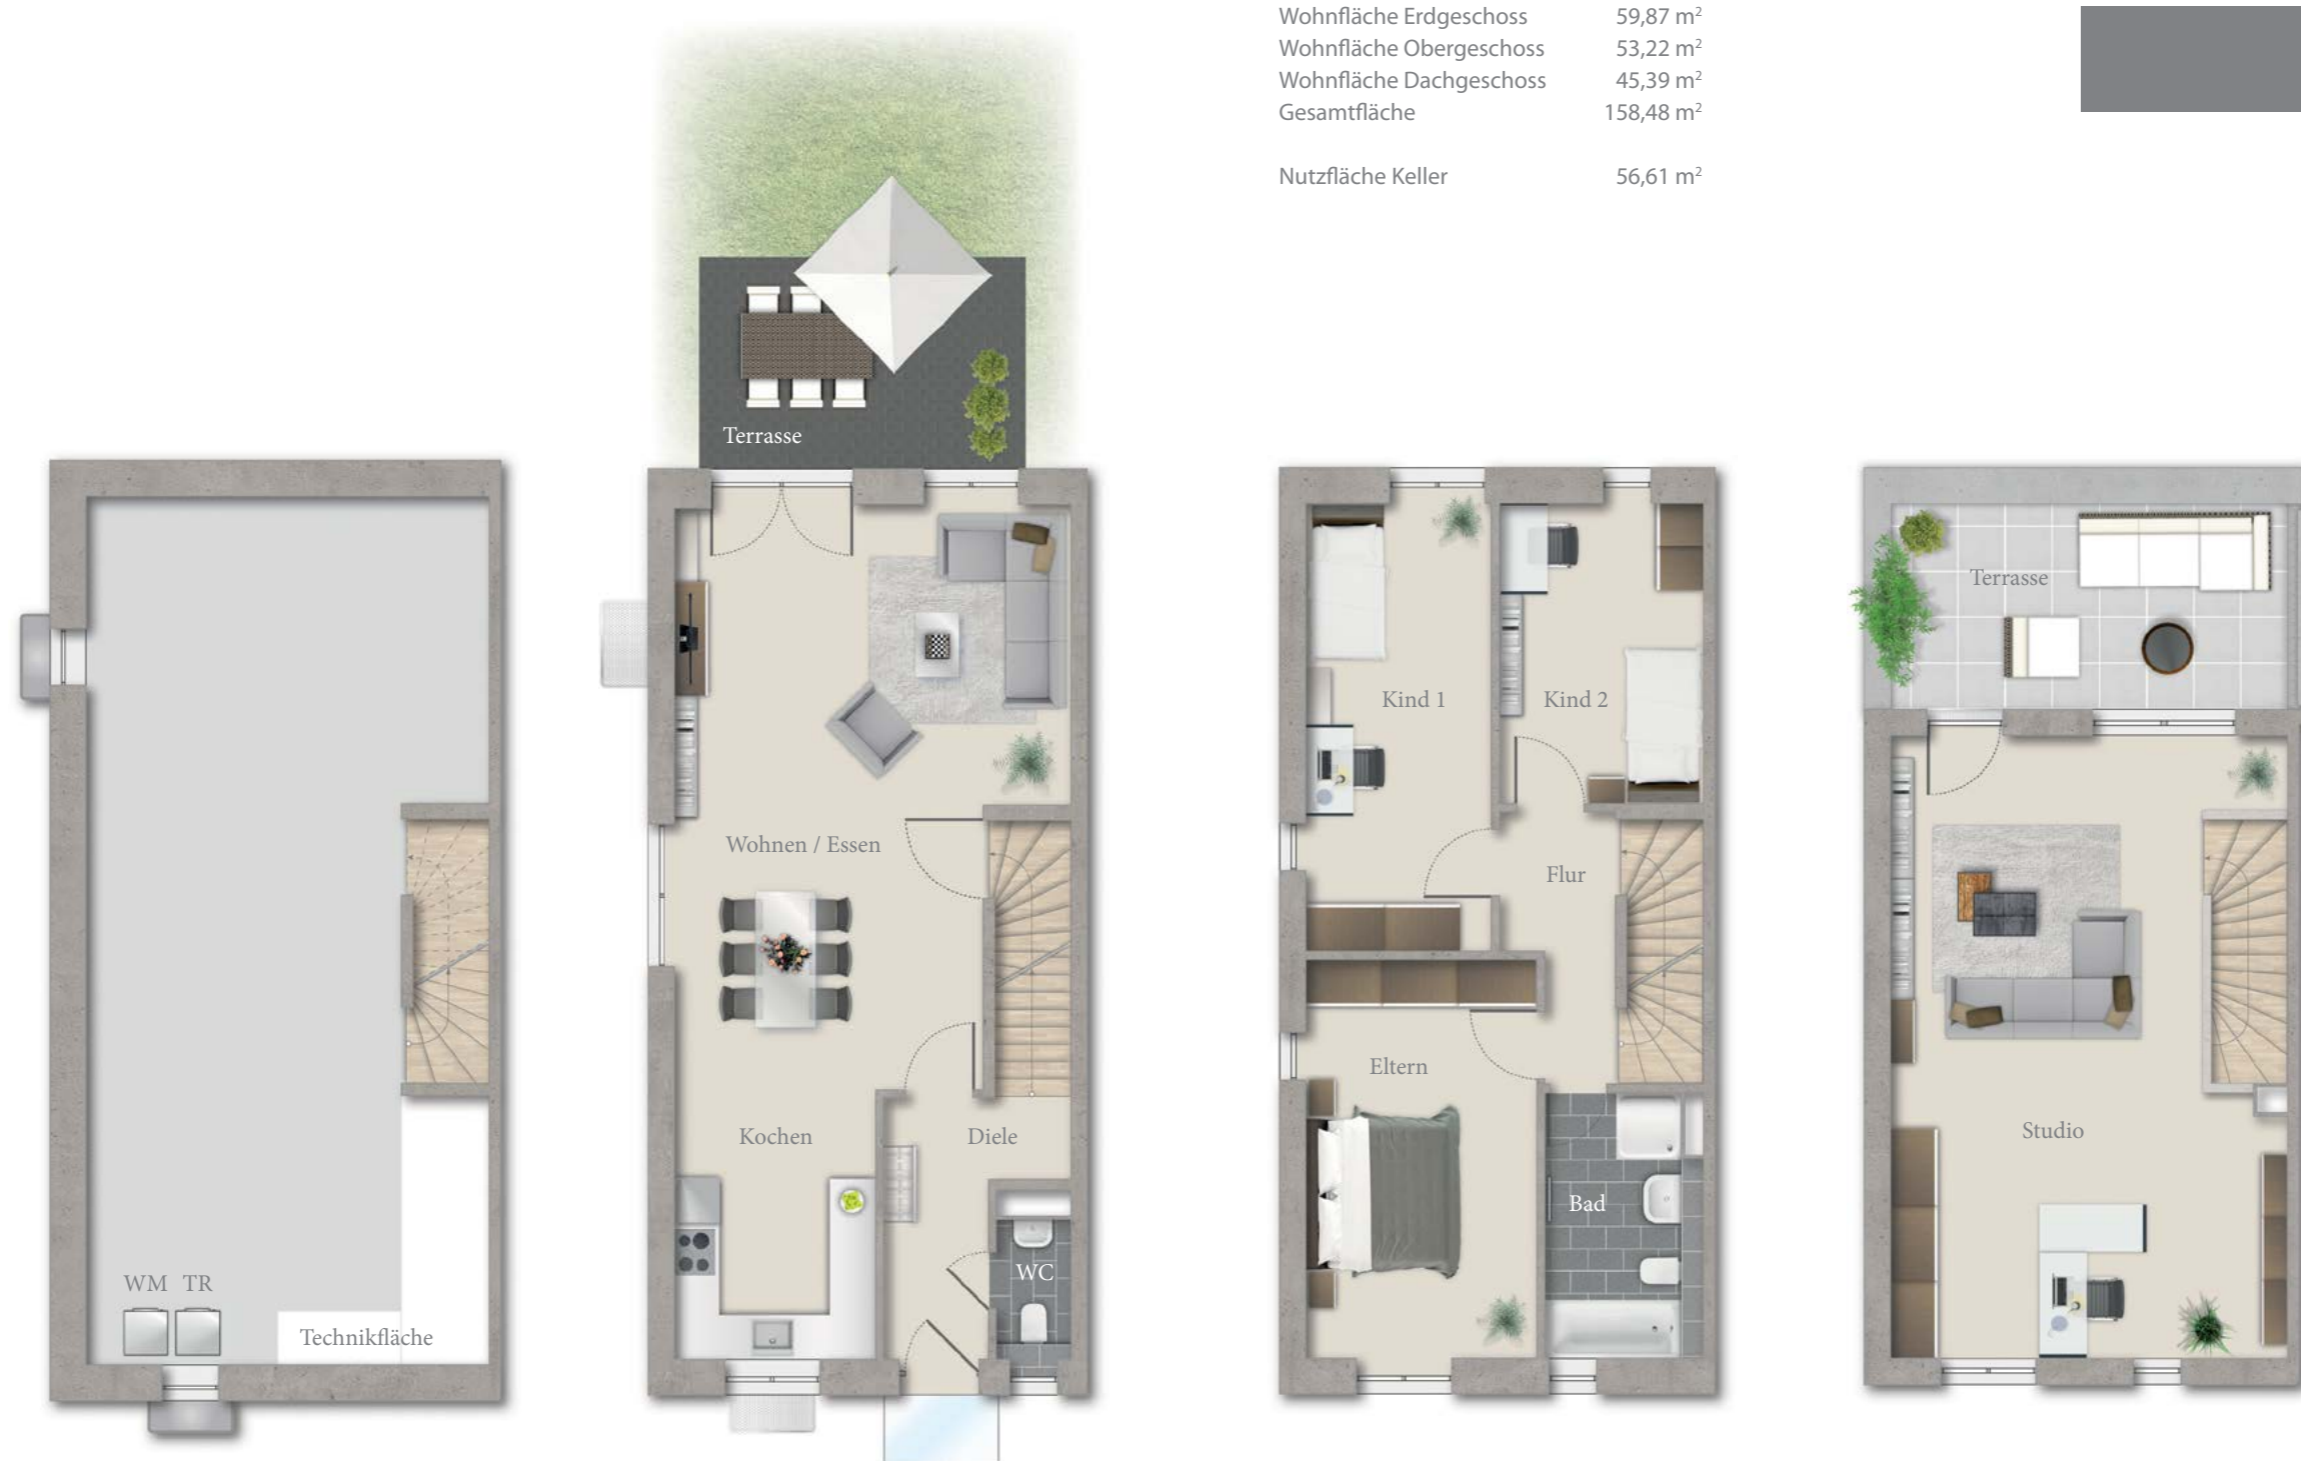 Wohnfläche Erdgeschoss 59,87 m²
Wohnfläche Obergeschoss 53,22 m²
Wohnfläche Dachgeschoss 45,39 m²
Gesamtfläche 158,48 m²
Nutzfläche Keller 56,61 m²
WM TR
Technikfläche
Terrasse
Wohnen / Essen
Kochen
Diele
WC
Kind 1
Kind 2
Flur
Eltern
Bad
Terrasse
Studio